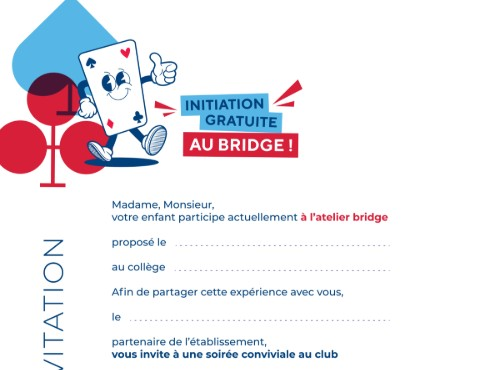 INITIATION
GRATUITE
AU BRIDGE !
Madame, Monsieur,
votre enfant participe actuellement à l’atelier bridge
proposé le
au collège
Afin de partager cette expérience avec vous,
le
partenaire de l’établissement,
vous invite à une soirée conviviale au club
VITATION